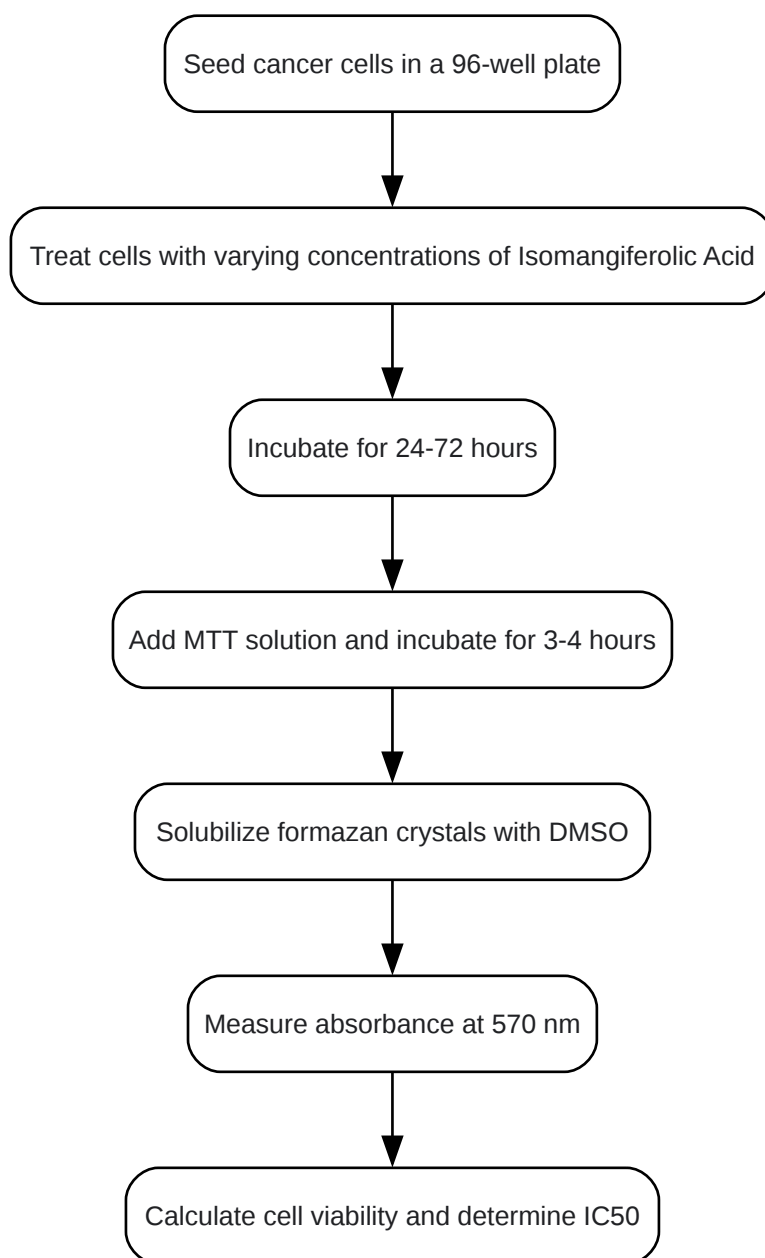 Seed cancer cells in a 96-well plate
Treat cells with varying concentrations of Isomangiferolic Acid
Incubate for 24-72 hours
Add MTT solution and incubate for 3-4 hours
Solubilize formazan crystals with DMSO
Measure absorbance at 570 nm
Calculate cell viability and determine IC50